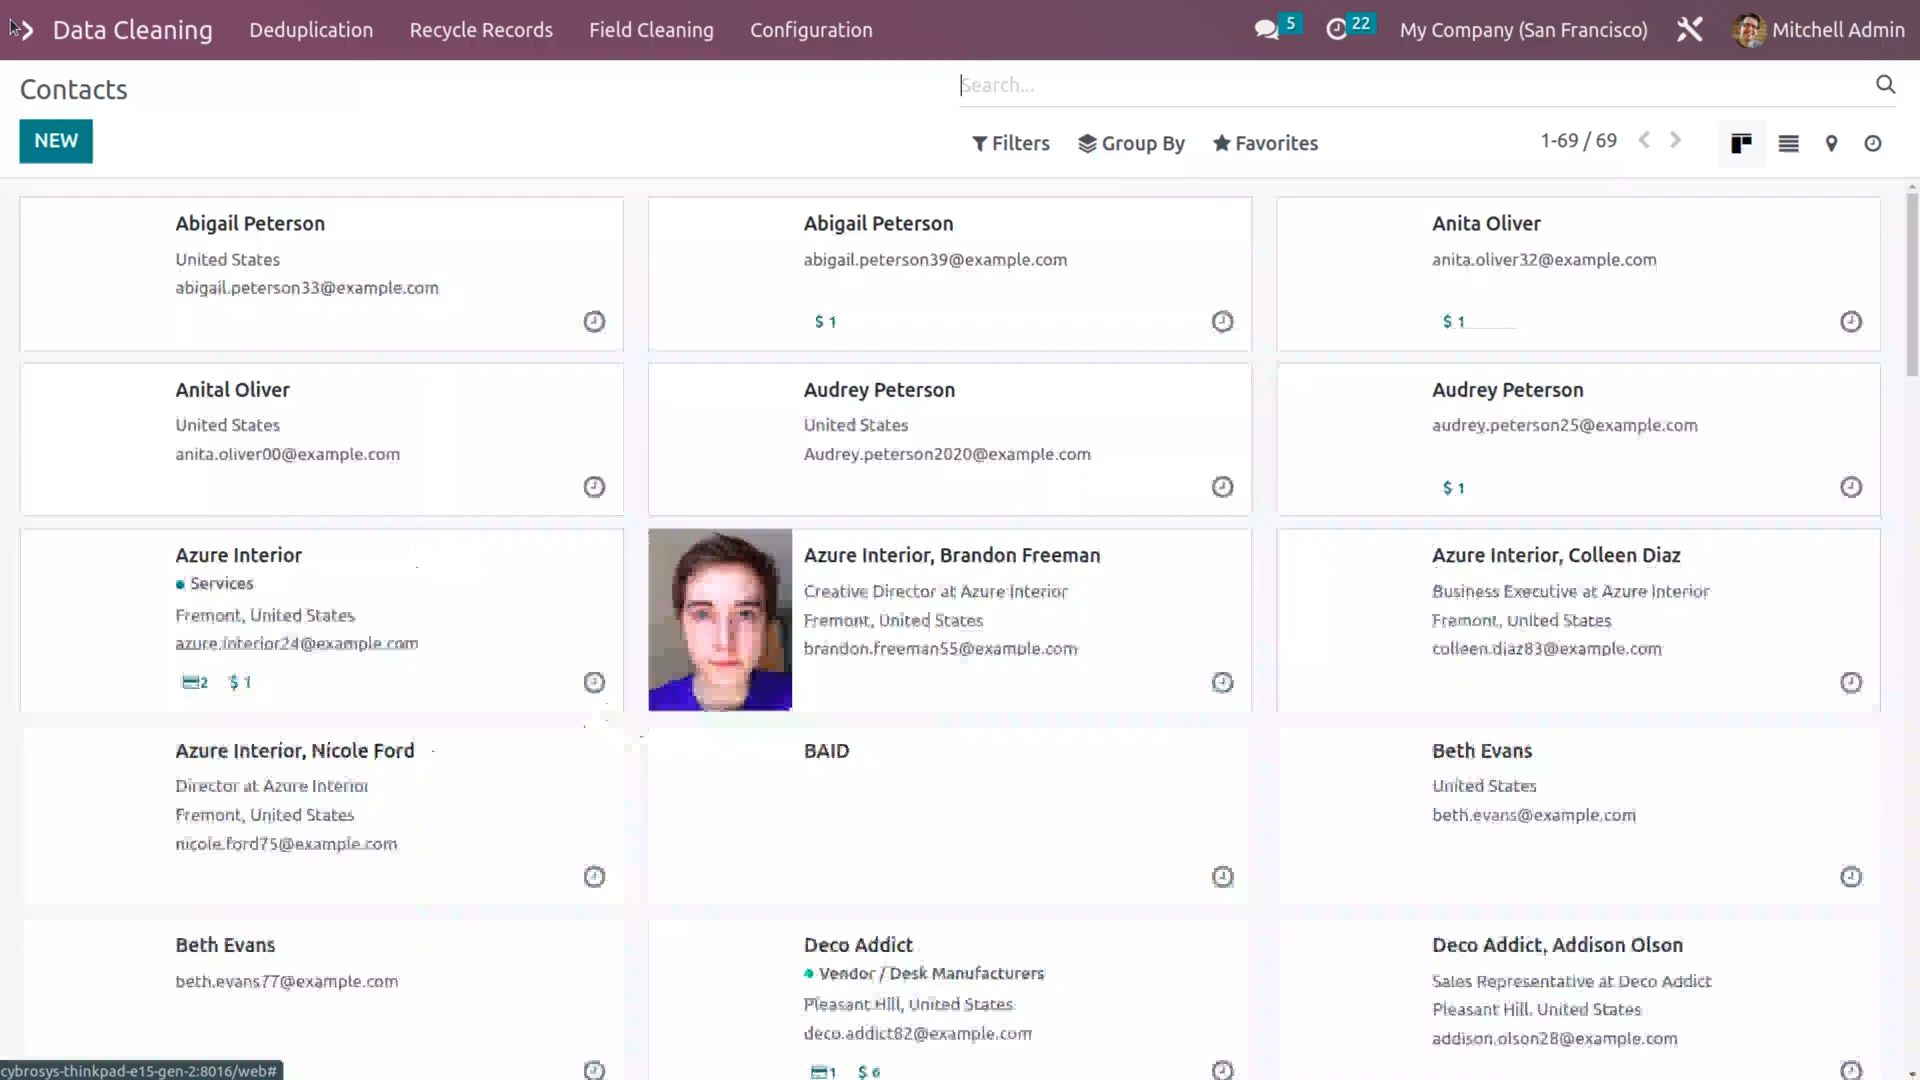 Data Cleaning
Deduplication
Recycle Records
Field Cleaning
Configuration
5
22
My Company (San Francisco)
Mitchell Admin
Contacts
Search...
NEW
Filters
Group By
Favorites
1-69 / 69
Abigail Peterson
United States
abigail.peterson33@example.com
Abigail Peterson
abigail.peterson39@example.com
$ 1
Anita Oliver
anita.oliver32@example.com
$ 1
Anital Oliver
United States
anita.oliver00@example.com
Audrey Peterson
United States
Audrey.peterson2020@example.com
Audrey Peterson
audrey.peterson25@example.com
$ 1
Azure Interior
Services
Fremont, United States
azure.Interior24@example.com
2 $ 1
Azure Interior, Brandon Freeman
Creative Director at Azure Interior
Fremont, United States
brandon.freeman55@example.com
Azure Interior, Colleen Diaz
Business Executive at Azure Interior
Fremont, United States
colleen.diaz83@example.com
Azure Interior, Nicole Ford
Director at Azure Interior
Fremont, United States
nicole.ford75@example.com
BAID
Beth Evans
United States
beth.evans@example.com
Beth Evans
beth.evans77@example.com
Deco Addict
Vendor / Desk Manufacturers
Pleasant Hill, United States
deco.addict82@example.com
1 $ 6
Deco Addict, Addison Olson
Sales Representative at Deco Addict
Pleasant Hill, United States
addison.olson28@example.com
cybrosys-thinkpad-e15-gen-2:8016/web#